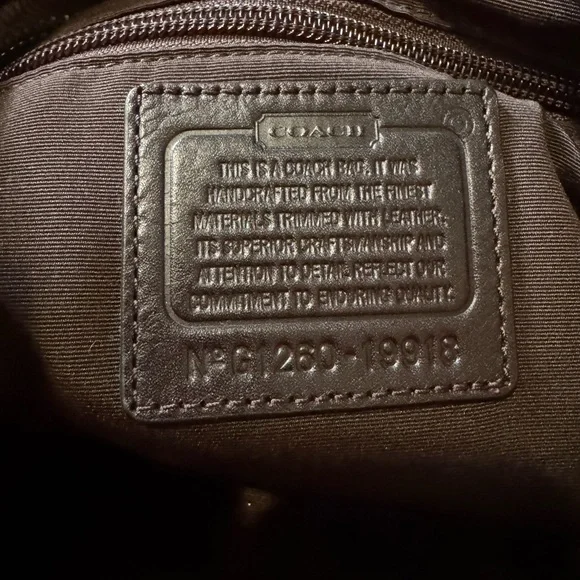 COACH
®
THIS IS A COACH BAG. IT WAS
HANDCRAFTED FROM THE FINEST
MATERIALS TRIMMED WITH LEATHER.
ITS SUPERIOR CRAFTSMANSHIP AND
ATTENTION TO DETAIL REFLECT OUR
COMMITMENT TO ENDURING QUALITY.
Nº G1260-19918